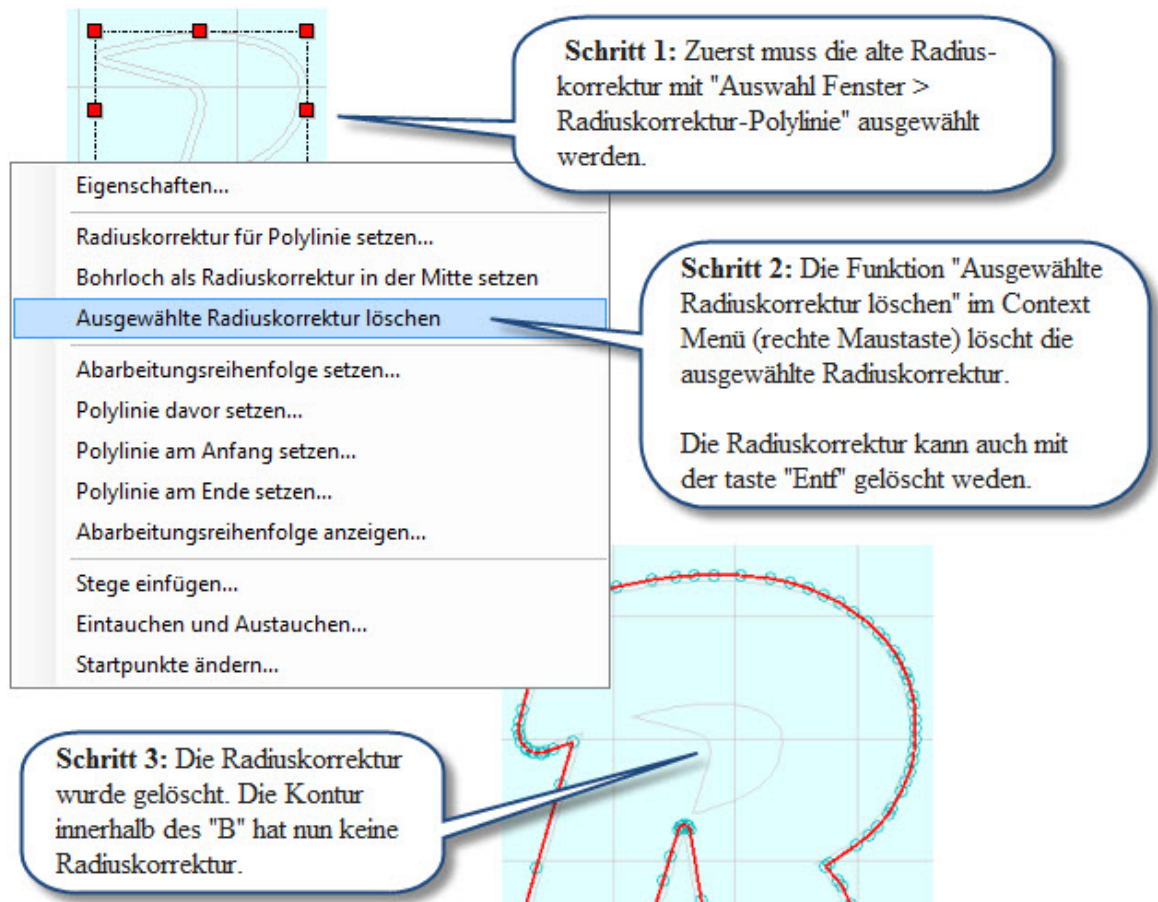 Schritt 1: Zuerst muss die alte Radius-
korrektur mit "Auswahl Fenster >
Radiuskorrektur-Polylinie" ausgewählt
werden.
Eigenschaften...
Radiuskorrektur für Polylinie setzen...
Bohrloch als Radiuskorrektur in der Mitte setzen
Ausgewählte Radiuskorrektur löschen
Abarbeitungsreihenfolge setzen...
Polylinie davor setzen...
Polylinie am Anfang setzen...
Polylinie am Ende setzen...
Abarbeitungsreihenfolge anzeigen...
Stege einfügen...
Eintauchen und Austauchen...
Startpunkte ändern...
Schritt 2: Die Funktion "Ausgewählte
Radiuskorrektur löschen" im Context
Menü (rechte Maustaste) löscht die
ausgewählte Radiuskorrektur.
Die Radiuskorrektur kann auch mit
der taste "Entf" gelöscht weden.
Schritt 3: Die Radiuskorrektur
wurde gelöscht. Die Kontur
innerhalb des "B" hat nun keine
Radiuskorrektur.